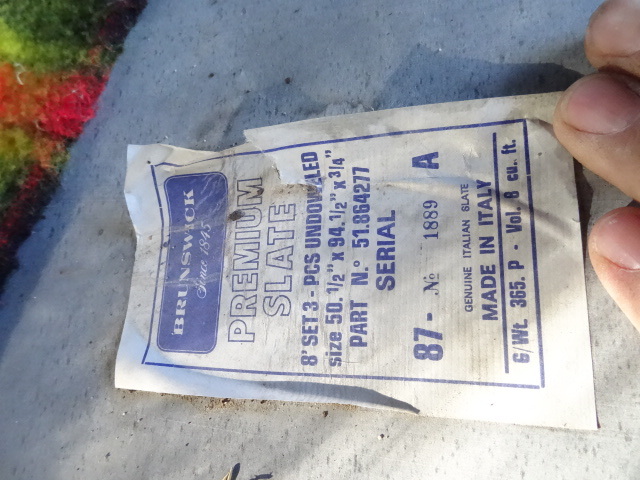 BRUNSWICK
Since 1845
PREMIUM
SLATE
8' SET 3 - PCS UNDOWELED
size 50.1/2" x 94.1/2" x 3/4"
PART N.° 51.864277
SERIAL
87- No 1889 A
GENUINE ITALIAN SLATE
MADE IN ITALY
G/Wt. 365. P - Vol. 8 cu. ft.